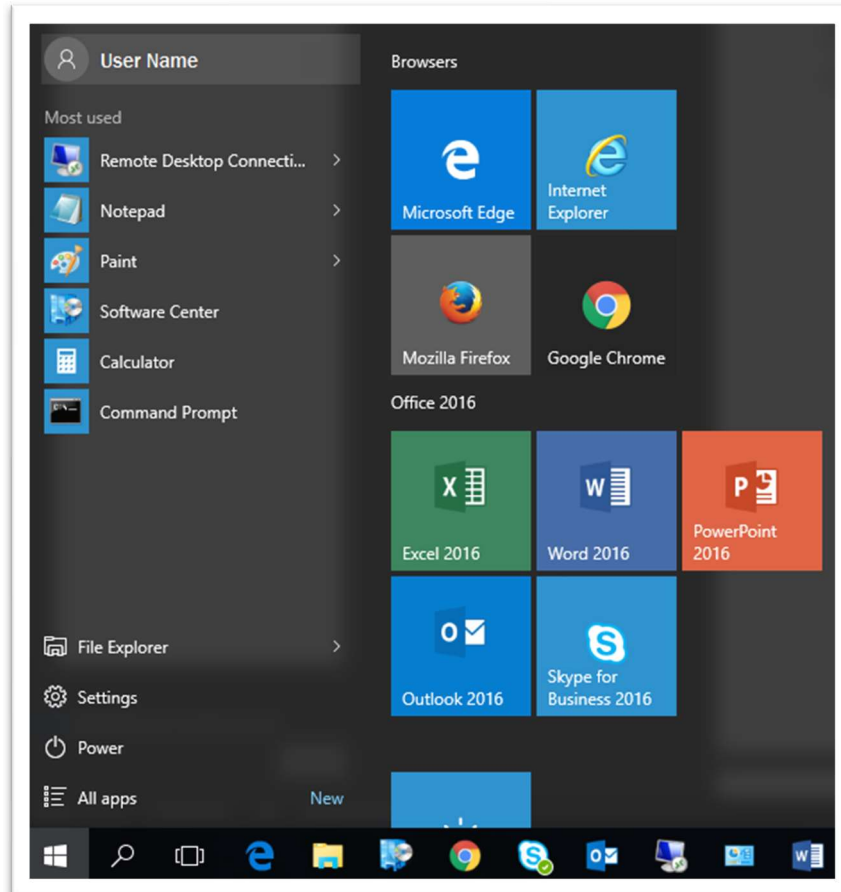 User Name
Most used
Remote Desktop Connecti...
Notepad
Paint
Software Center
Calculator
Command Prompt
File Explorer
Settings
Power
All apps
New
Browsers
Microsoft Edge
Internet
Explorer
Mozilla Firefox
Google Chrome
Office 2016
Excel 2016
Word 2016
PowerPoint
2016
Outlook 2016
Skype for
Business 2016